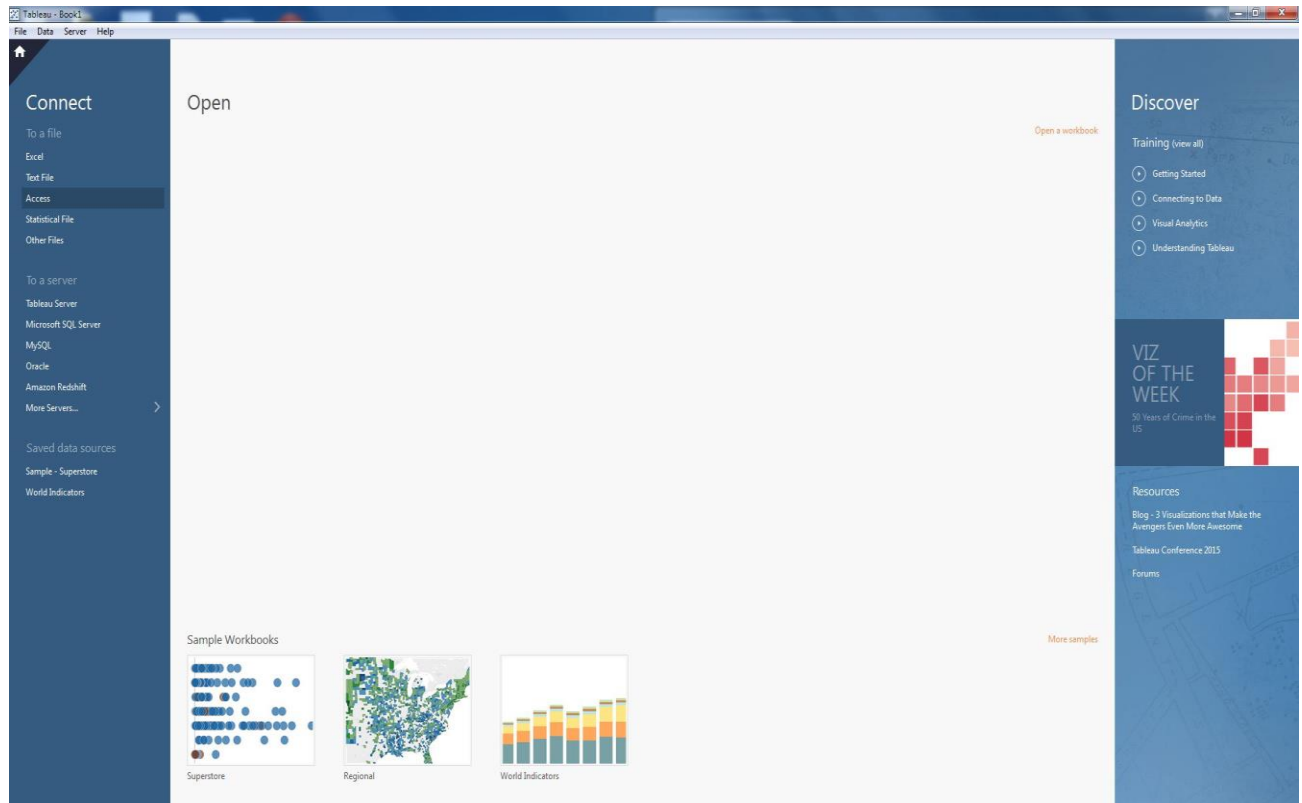 Tableau - Book1
File Data Server Help
Connect
To a file
Excel
Text File
Access
Statistical File
Other Files
To a server
Tableau Server
Microsoft SQL Server
MySQL
Oracle
Amazon Redshift
More Servers...
Saved data sources
Sample - Superstore
World Indicators
Open
Open a workbook
Sample Workbooks
More samples
Superstore
Regional
World Indicators
Discover
Training (view all)
Getting Started
Connecting to Data
Visual Analytics
Understanding Tableau
VIZ
OF THE
WEEK
50 Years of Crime in the
US
Resources
Blog - 3 Visualizations that Make the
Avengers Even More Awesome
Tableau Conference 2015
Forums